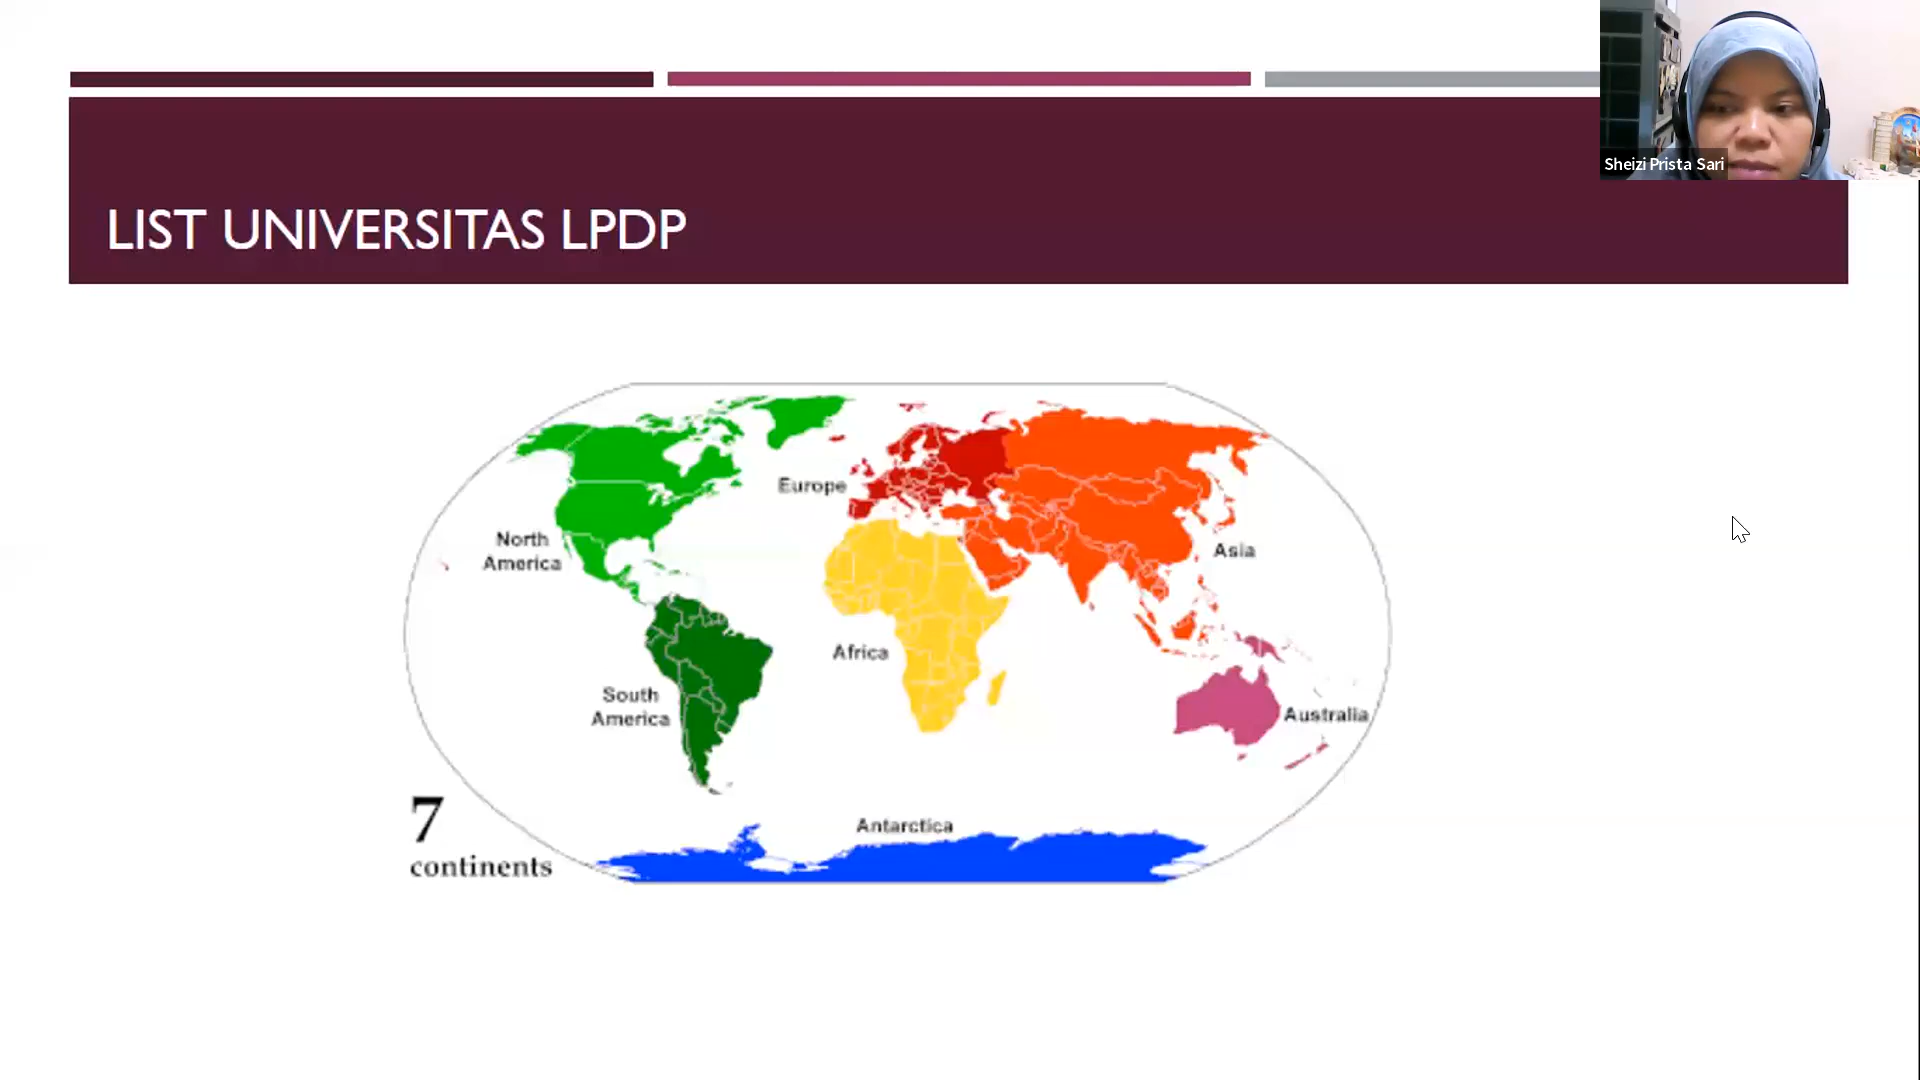 Sheizi Prista Sari
LIST UNIVERSITAS LPDP
Europe
North
America
Asia
Africa
South
America
Australia
7
continents
Antarctica